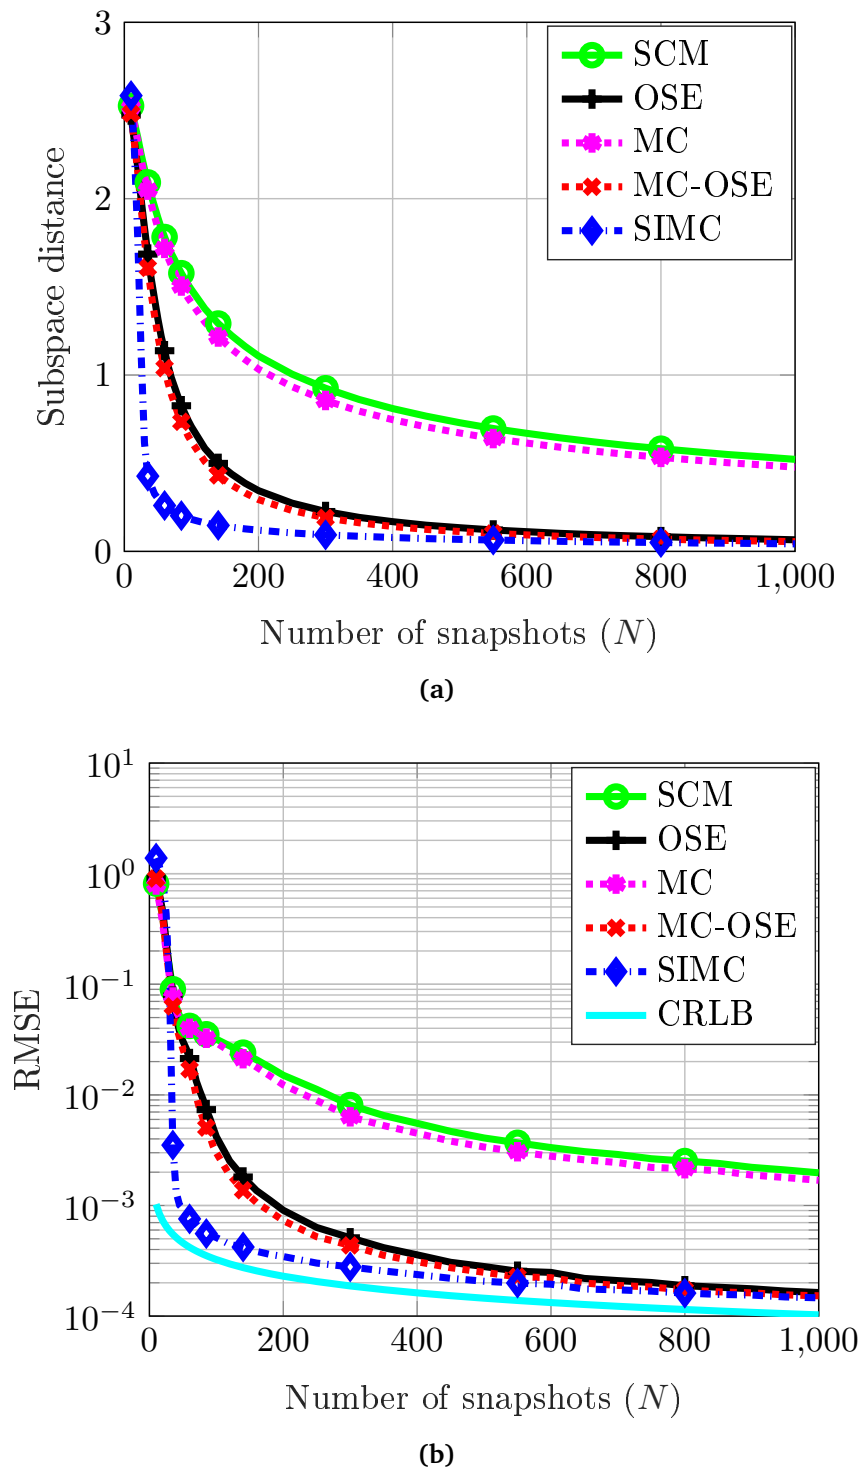 3
2
1
0
Subspace distance
SCM
OSE
MC
MC-OSE
SIMC
0 200 400 600 800 1,000
Number of snapshots (N)
(a)
10^1
10^0
10^−1
10^−2
10^−3
10^−4
RMSE
SCM
OSE
MC
MC-OSE
SIMC
CRLB
0 200 400 600 800 1,000
Number of snapshots (N)
(b)